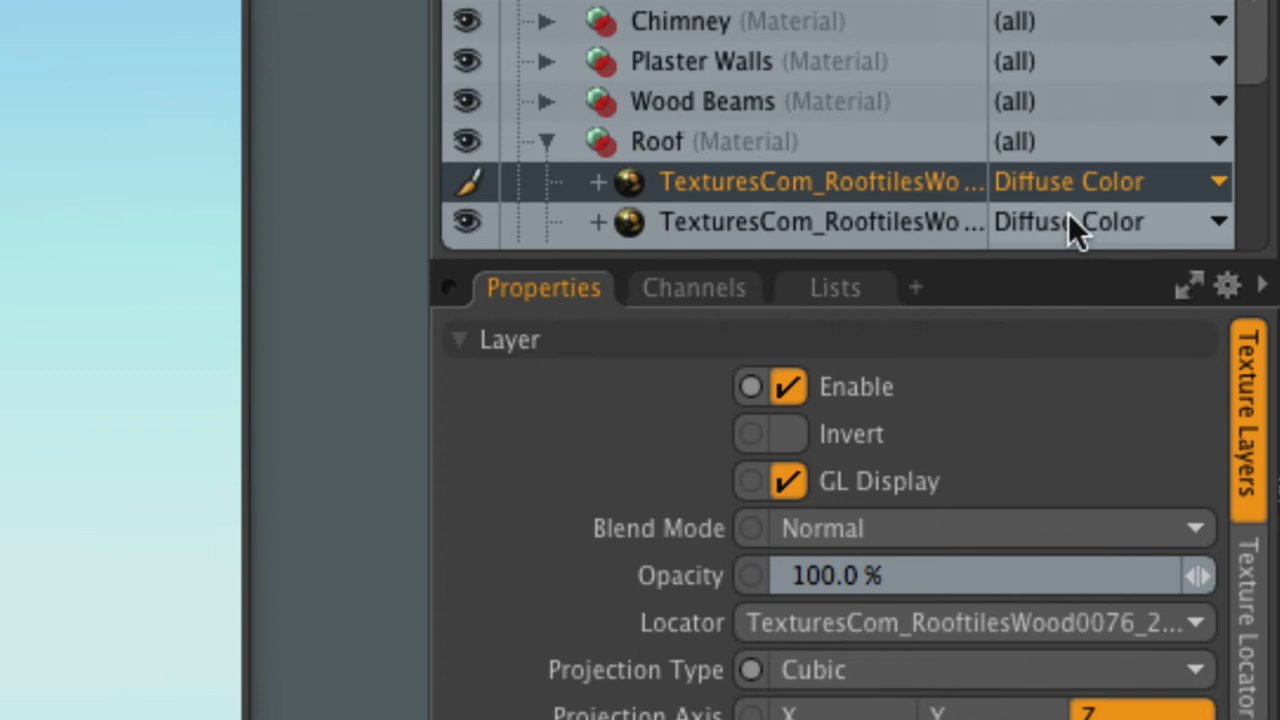 Chimney (Material) (all)
Plaster Walls (Material) (all)
Wood Beams (Material) (all)
Roof (Material) (all)
TexturesCom_RooftilesWo ... Diffuse Color
TexturesCom_RooftilesWo ... Diffuse Color
Properties Channels Lists +
Layer
Enable
Invert
GL Display
Blend Mode Normal
Opacity 100.0 %
Locator TexturesCom_RooftilesWood0076_2...
Projection Type Cubic
Projection Axis X Y Z
Texture Layers
Texture Locator